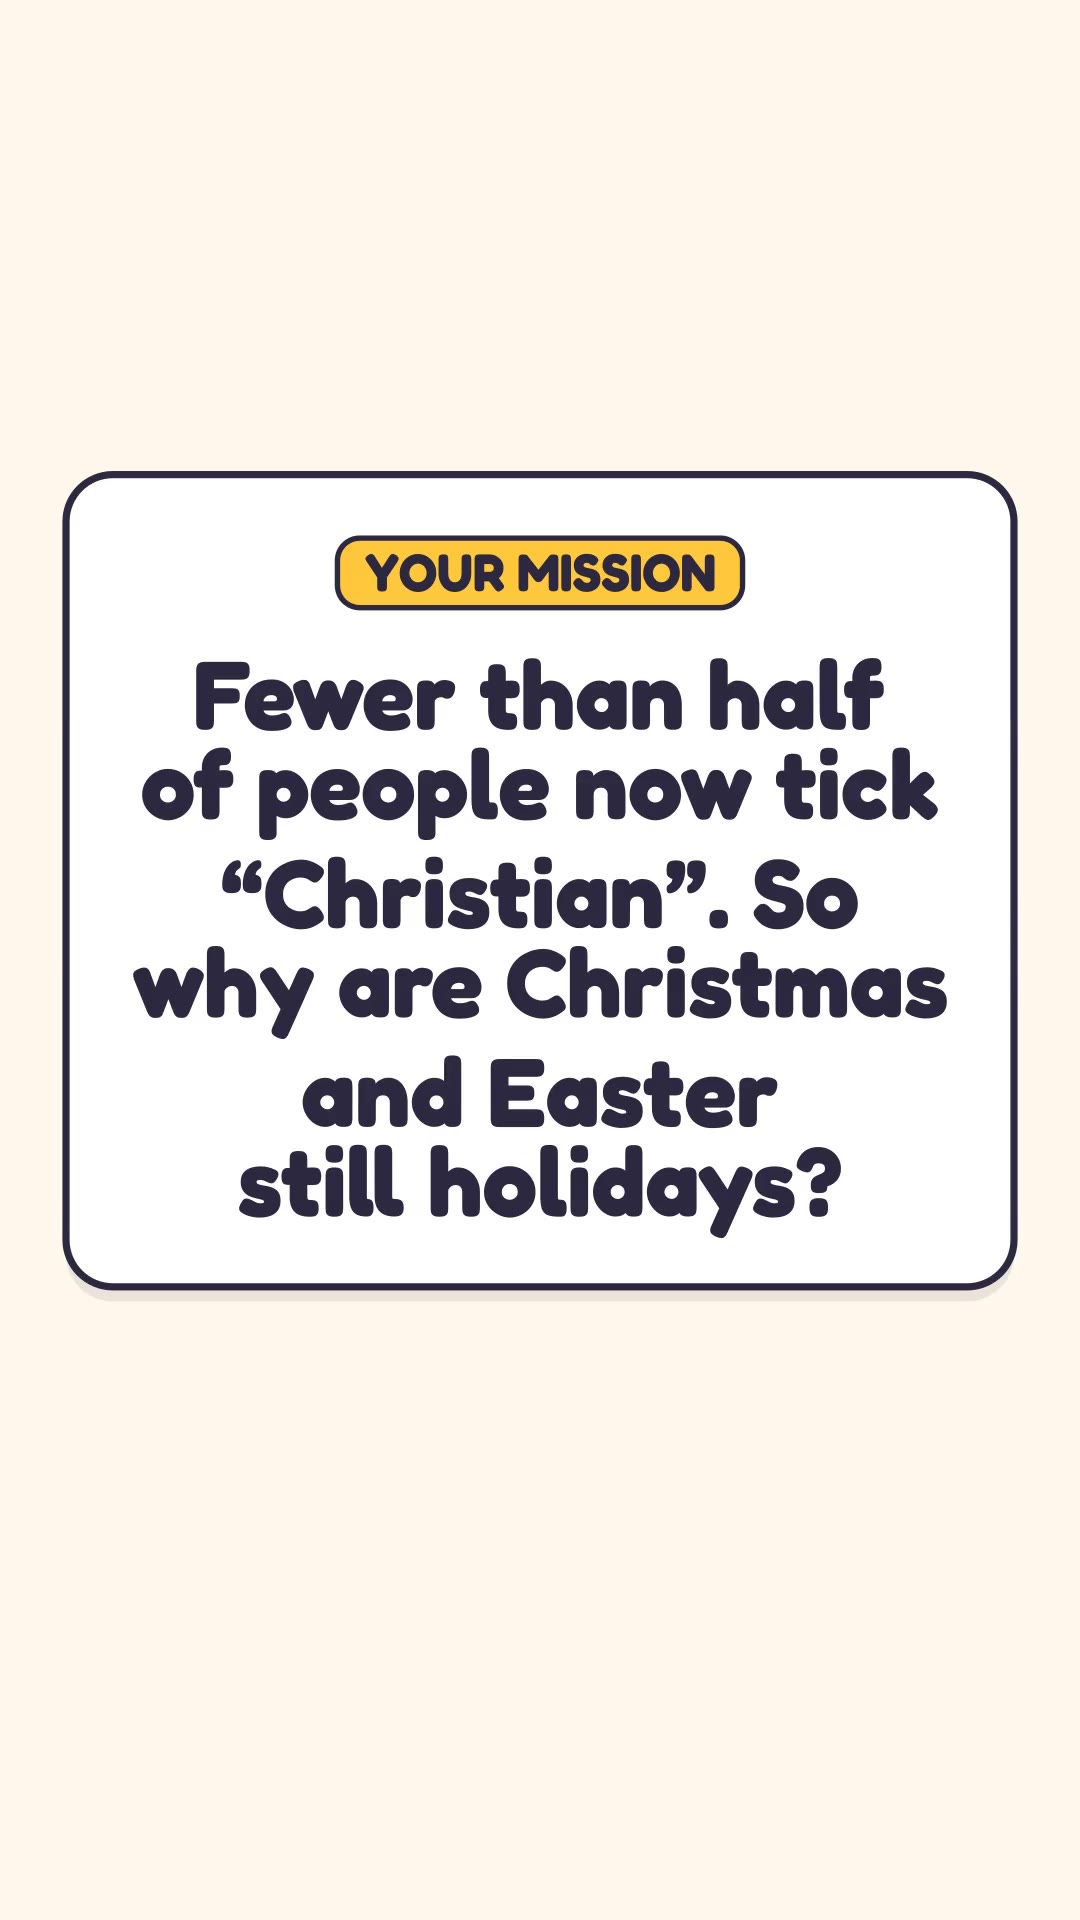 YOUR MISSION
Fewer than half
of people now tick
“Christian”. So
why are Christmas
and Easter
still holidays?